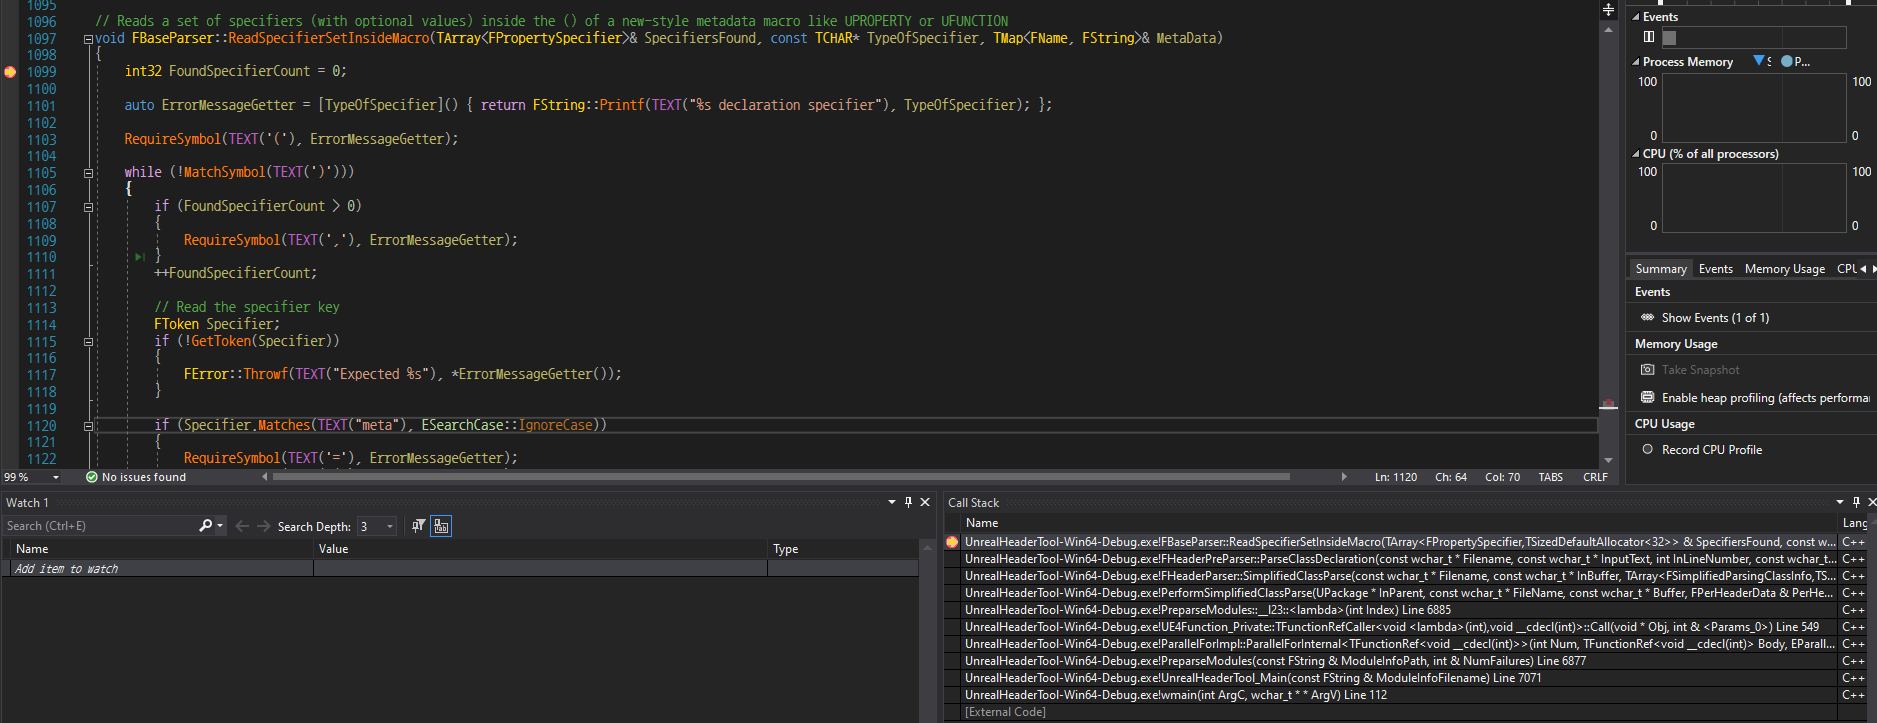 1095
1096 // Reads a set of specifiers (with optional values) inside the () of a new-style metadata macro like UPROPERTY or UFUNCTION
1097 void FBaseParser::ReadSpecifierSetInsideMacro(TArray<FPropertySpecifier>& SpecifiersFound, const TCHAR* TypeOfSpecifier, TMap<FName, FString>& MetaData)
1098 {
1099 int32 FoundSpecifierCount = 0;
1100
1101 auto ErrorMessageGetter = [TypeOfSpecifier]() { return FString::Printf(TEXT("%s declaration specifier"), TypeOfSpecifier); };
1102
1103 RequireSymbol(TEXT('('), ErrorMessageGetter);
1104
1105 while (!MatchSymbol(TEXT(')')))
1106 {
1107 if (FoundSpecifierCount > 0)
1108 {
1109 RequireSymbol(TEXT(','), ErrorMessageGetter);
1110 }
1111 ++FoundSpecifierCount;
1112
1113 // Read the specifier key
1114 FToken Specifier;
1115 if (!GetToken(Specifier))
1116 {
1117 FError::Throwf(TEXT("Expected %s"), *ErrorMessageGetter());
1118 }
1119
1120 if (Specifier.Matches(TEXT("meta"), ESearchCase::IgnoreCase))
1121 {
1122 RequireSymbol(TEXT('='), ErrorMessageGetter);
99 % No issues found Ln: 1120 Ch: 64 Col: 70 TABS CRLF
Events
Process Memory S P...
100 100
0 0
CPU (% of all processors)
100 100
0 0
Summary Events Memory Usage CPU
Events
Show Events (1 of 1)
Memory Usage
Take Snapshot
Enable heap profiling (affects performa
CPU Usage
Record CPU Profile
Watch 1
Search (Ctrl+E) Search Depth: 3
Name Value Type
Add item to watch
Call Stack
Name Lang
UnrealHeaderTool-Win64-Debug.exe!FBaseParser::ReadSpecifierSetInsideMacro(TArray<FPropertySpecifier,TSizedDefaultAllocator<32>> & SpecifiersFound, const w... C++
UnrealHeaderTool-Win64-Debug.exe!FHeaderPreParser::ParseClassDeclaration(const wchar_t * Filename, const wchar_t * InputText, int InLineNumber, const wchar_t... C++
UnrealHeaderTool-Win64-Debug.exe!FHeaderParser::SimplifiedClassParse(const wchar_t * Filename, const wchar_t * InBuffer, TArray<FSimplifiedParsingClassInfo,TS... C++
UnrealHeaderTool-Win64-Debug.exe!PerformSimplifiedClassParse(UPackage * InParent, const wchar_t * FileName, const wchar_t * Buffer, FPerHeaderData & PerHe... C++
UnrealHeaderTool-Win64-Debug.exe!PreparseModules::__l23::<lambda>(int Index) Line 6885 C++
UnrealHeaderTool-Win64-Debug.exe!UE4Function_Private::TFunctionRefCaller<void <lambda>(int),void __cdecl(int)>::Call(void * Obj, int & <Params_0>) Line 549 C++
UnrealHeaderTool-Win64-Debug.exe!ParallelForImpl::ParallelForInternal<TFunctionRef<void __cdecl(int)>>(int Num, TFunctionRef<void __cdecl(int)> Body, EParall... C++
UnrealHeaderTool-Win64-Debug.exe!PreparseModules(const FString & ModuleInfoPath, int & NumFailures) Line 6877 C++
UnrealHeaderTool-Win64-Debug.exe!UnrealHeaderTool_Main(const FString & ModuleInfoFilename) Line 7071 C++
UnrealHeaderTool-Win64-Debug.exe!wmain(int ArgC, wchar_t * * ArgV) Line 112 C++
[External Code]